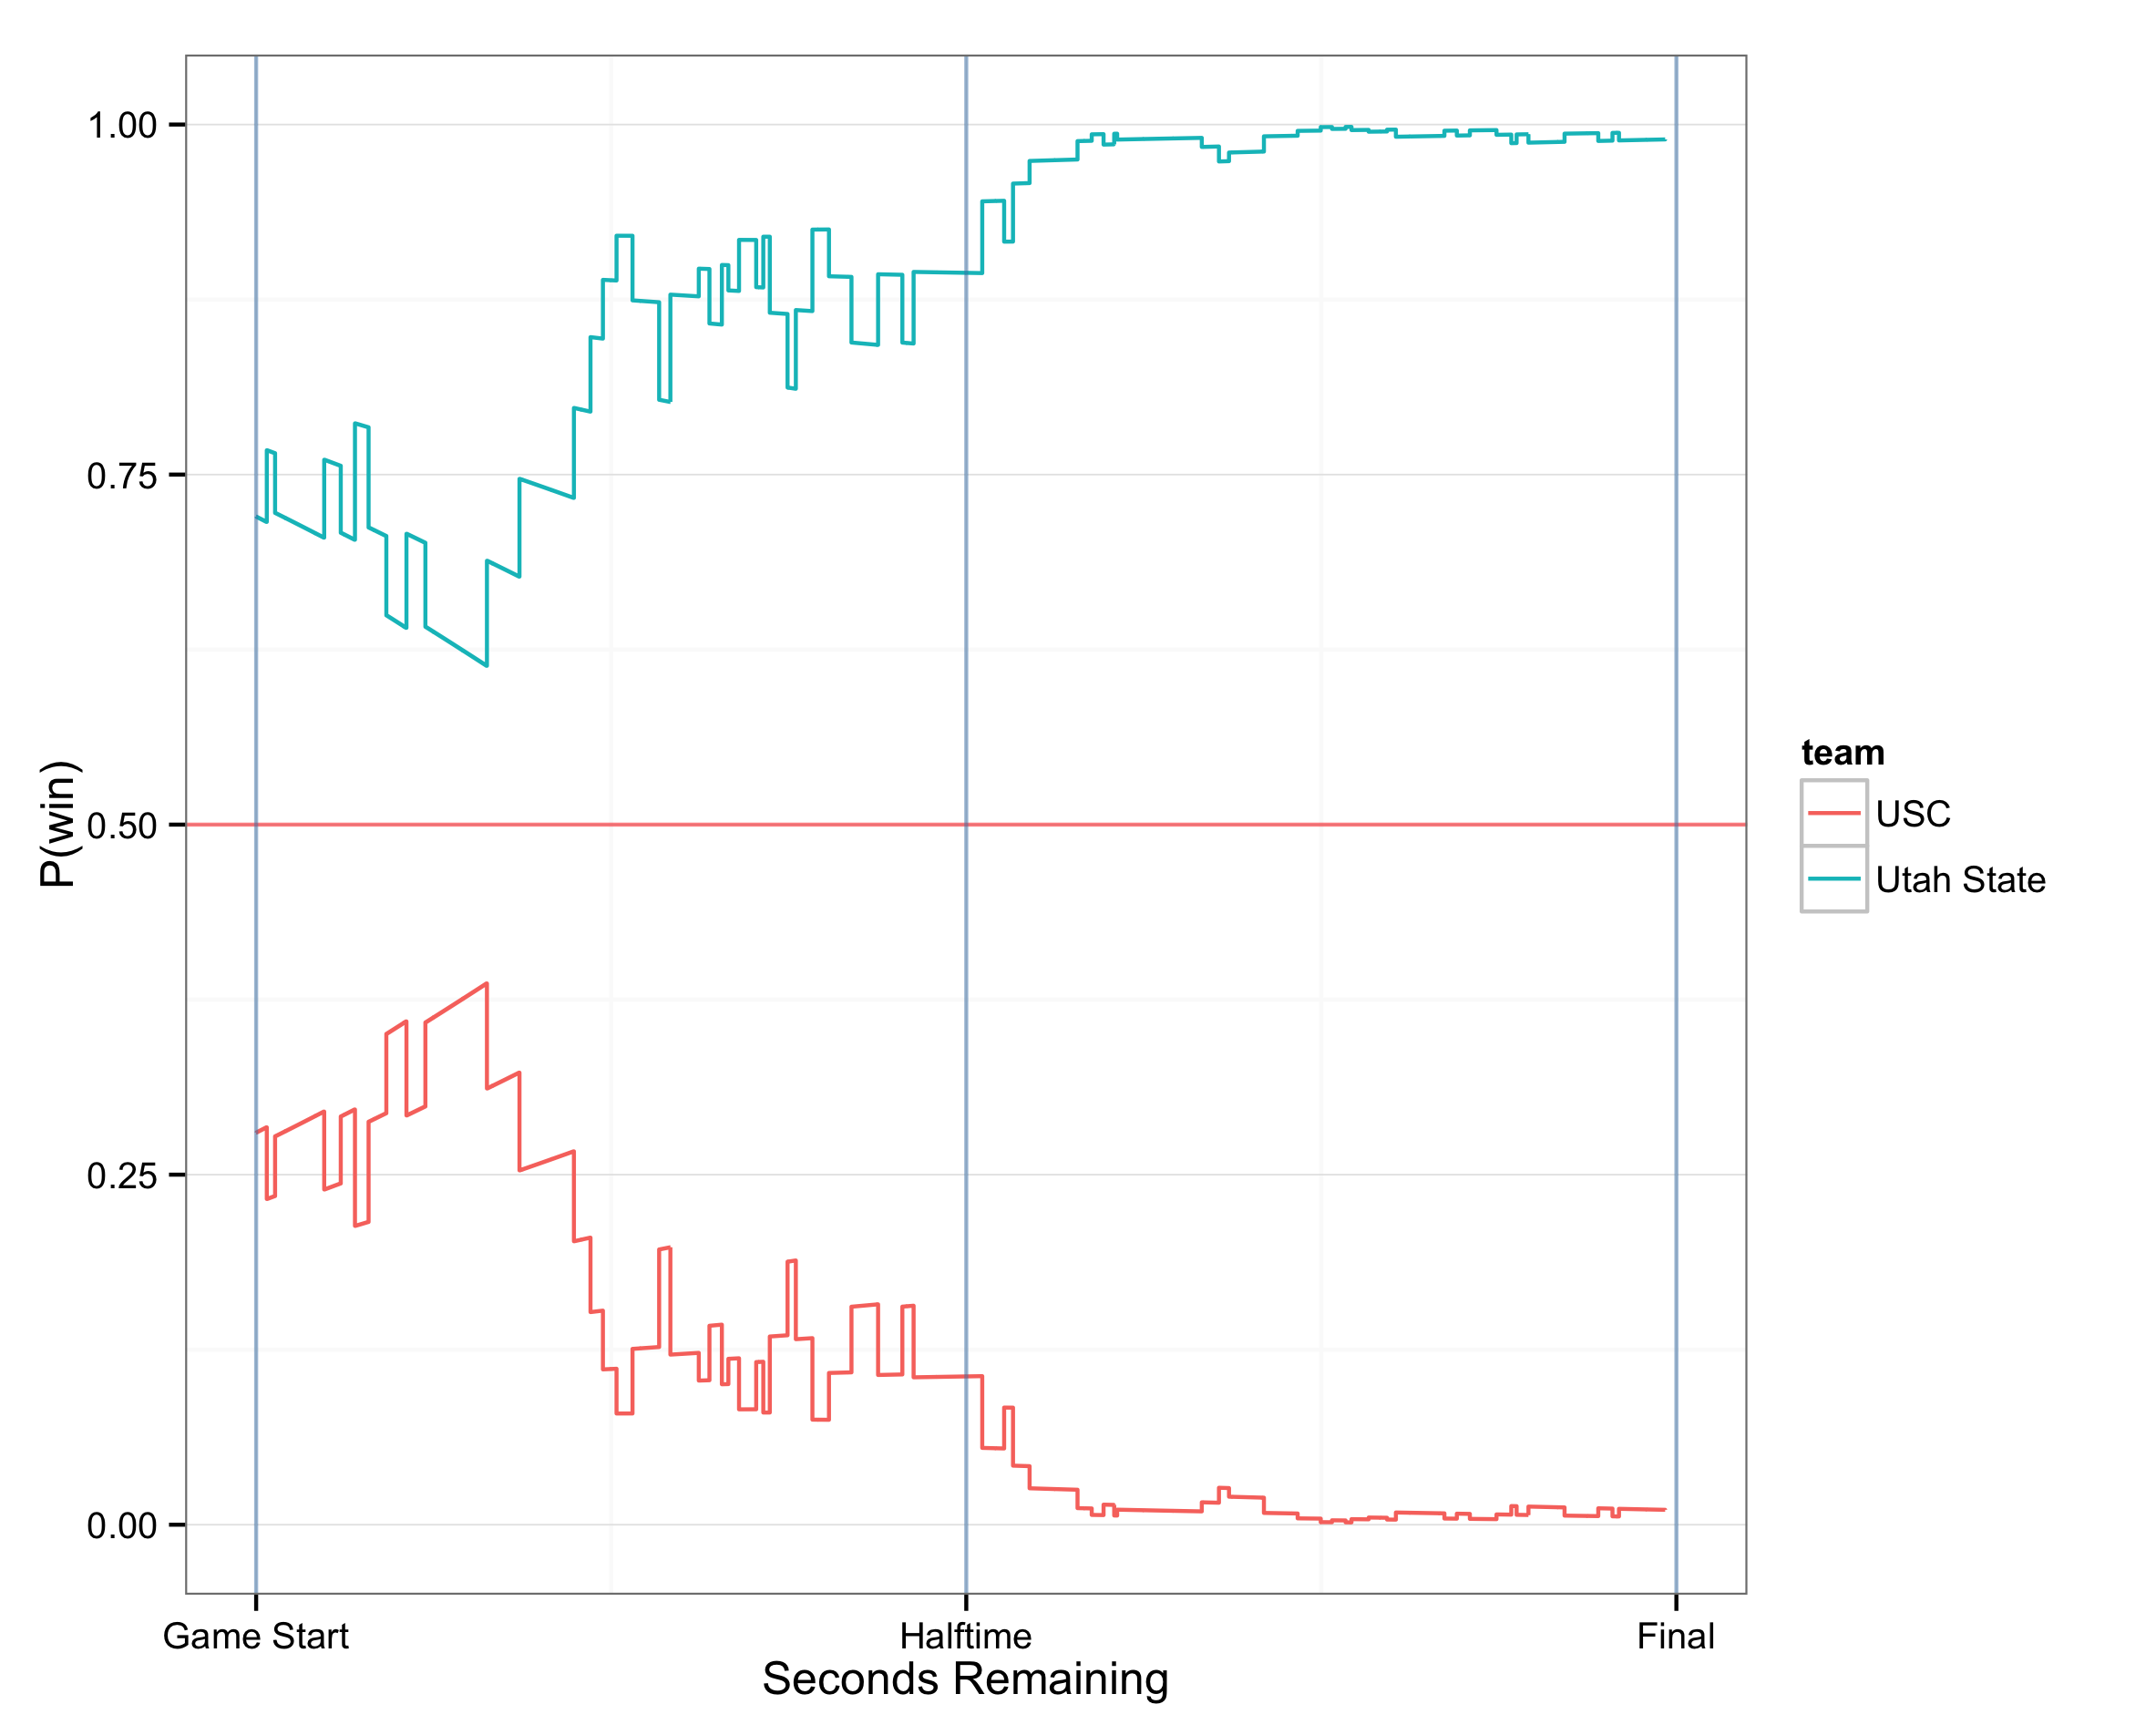 P(win)
1.00
0.75
0.50
0.25
0.00
Game Start
Halftime
Final
Seconds Remaining
team
USC
Utah State